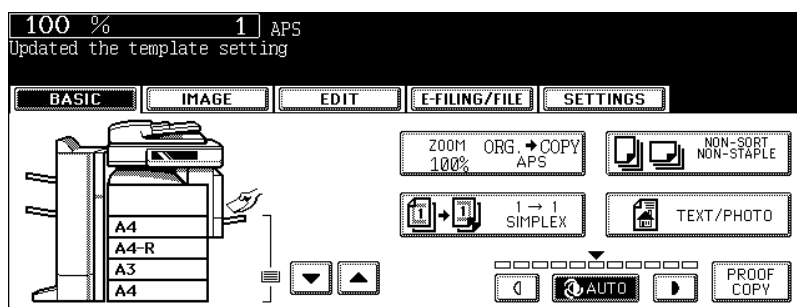 100 % 1 APS
Updated the template setting
BASIC IMAGE EDIT E-FILING/FILE SETTINGS
ZOOM ORG.➔COPY
100% APS
NON-SORT
NON-STAPLE
1 → 1
SIMPLEX
TEXT/PHOTO
A4
A4-R
A3
A4
AUTO
PROOF
COPY